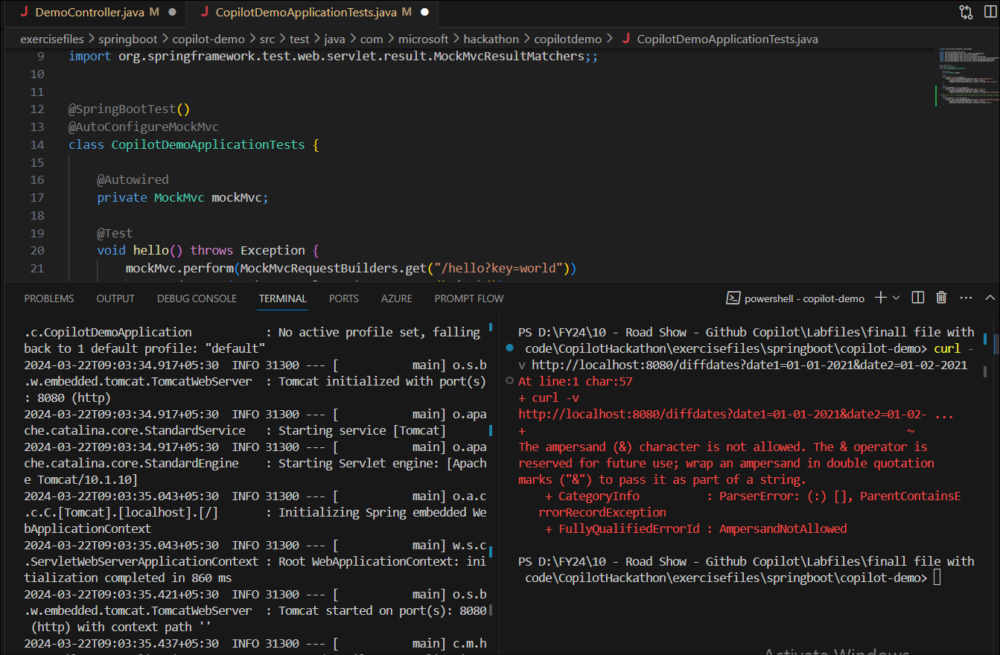 DemoController.java M
CopilotDemoApplicationTests.java M
exercisefiles > springboot > copilot-demo > src > test > java > com > microsoft > hackathon > copilotdemo > CopilotDemoApplicationTests.java
9 import org.springframework.test.web.servlet.result.MockMvcResultMatchers;;
10
11
12 @SpringBootTest()
13 @AutoConfigureMockMvc
14 class CopilotDemoApplicationTests {
15
16 @Autowired
17 private MockMvc mockMvc;
18
19 @Test
20 void hello() throws Exception {
21 mockMvc.perform(MockMvcRequestBuilders.get("/hello?key=world"))
PROBLEMS OUTPUT DEBUG CONSOLE TERMINAL PORTS AZURE PROMPT FLOW
powershell - copilot-demo
.c.CopilotDemoApplication : No active profile set, falling
back to 1 default profile: "default"
2024-03-22T09:03:34.917+05:30 INFO 31300 --- [ main] o.s.b
.w.embedded.tomcat.TomcatWebServer : Tomcat initialized with port(s)
: 8080 (http)
2024-03-22T09:03:34.917+05:30 INFO 31300 --- [ main] o.apa
che.catalina.core.StandardService : Starting service [Tomcat]
2024-03-22T09:03:34.917+05:30 INFO 31300 --- [ main] o.apa
che.catalina.core.StandardEngine : Starting Servlet engine: [Apach
e Tomcat/10.1.10]
2024-03-22T09:03:35.043+05:30 INFO 31300 --- [ main] o.a.c
.c.C.[Tomcat].[localhost].[/] : Initializing Spring embedded We
bApplicationContext
2024-03-22T09:03:35.043+05:30 INFO 31300 --- [ main] w.s.c
.ServletWebServerApplicationContext : Root WebApplicationContext: ini
tialization completed in 860 ms
2024-03-22T09:03:35.421+05:30 INFO 31300 --- [ main] o.s.b
.w.embedded.tomcat.TomcatWebServer : Tomcat started on port(s): 8080
(http) with context path ''
2024-03-22T09:03:35.437+05:30 INFO 31300 --- [ main] c.m.h
PS D:\FY24\10 - Road Show - Github Copilot\Labfiles\finall file with
code\CopilotHackathon\exercisefiles\springboot\copilot-demo> curl -
v http://localhost:8080/diffdates?date1=01-01-2021&date2=01-02-2021
At line:1 char:57
+ curl -v
http://localhost:8080/diffdates?date1=01-01-2021&date2=01-02- ...
+ ~
The ampersand (&) character is not allowed. The & operator is
reserved for future use; wrap an ampersand in double quotation
marks ("&") to pass it as part of a string.
+ CategoryInfo : ParserError: (:) [], ParentContainsE
rrorRecordException
+ FullyQualifiedErrorId : AmpersandNotAllowed
PS D:\FY24\10 - Road Show - Github Copilot\Labfiles\finall file with
code\CopilotHackathon\exercisefiles\springboot\copilot-demo>
Activate Windows